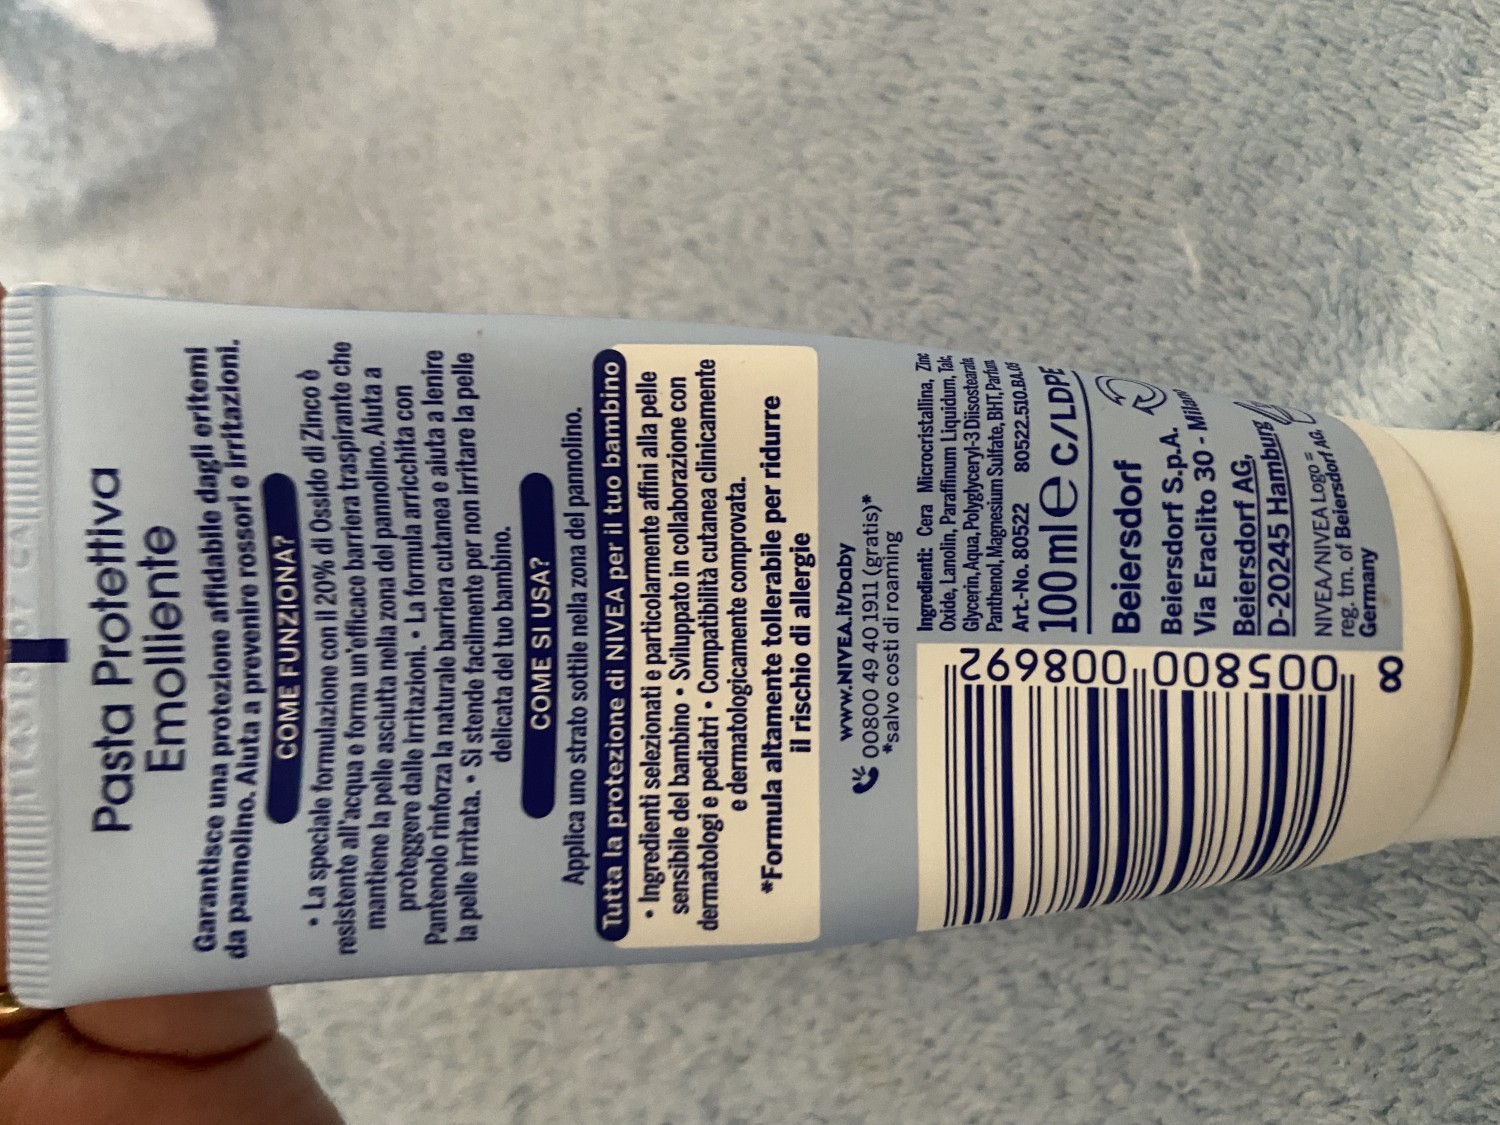 Pasta Protettiva
Emolliente
Garantisce una protezione affidabile dagli eritemi
da pannolino. Aiuta a prevenire rossori e irritazioni.
COME FUNZIONA?
• La speciale formulazione con il 20% di Ossido di Zinco è
resistente all'acqua e forma un'efficace barriera traspirante che
mantiene la pelle asciutta nella zona del pannolino. Aiuta a
proteggere dalle irritazioni. • La formula arricchita con
Pantenolo rinforza la naturale barriera cutanea e aiuta a lenire
la pelle irritata. • Si stende facilmente per non irritare la pelle
delicata del tuo bambino.
COME SI USA?
Applica uno strato sottile nella zona del pannolino.
Tutta la protezione di NIVEA per il tuo bambino
• Ingredienti selezionati e particolarmente affini alla pelle
sensibile del bambino • Sviluppato in collaborazione con
dermatologi e pediatri • Compatibilità cutanea clinicamente
e dermatologicamente comprovata.
*Formula altamente tollerabile per ridurre
il rischio di allergie
www.NIVEA.it/baby
00800 49 40 1911 (gratis)*
*salvo costi di roaming
Ingredienti: Cera Microcristallina, Zinc
Oxide, Lanolin, Paraffinum Liquidum, Talc,
Glycerin, Aqua, Polyglyceryl-3 Diisostearate,
Panthenol, Magnesium Sulfate, BHT, Parfum
Art.-No. 80522 80522.510.BA.
100 ml e C/LDPE
Beiersdorf
Beiersdorf S.p.A.
Via Eraclito 30 - Milano
Beiersdorf AG,
D-20245 Hamburg
NIVEA/NIVEA Logo =
reg. tm. of Beiersdorf AG,
Germany
8 005800 008692